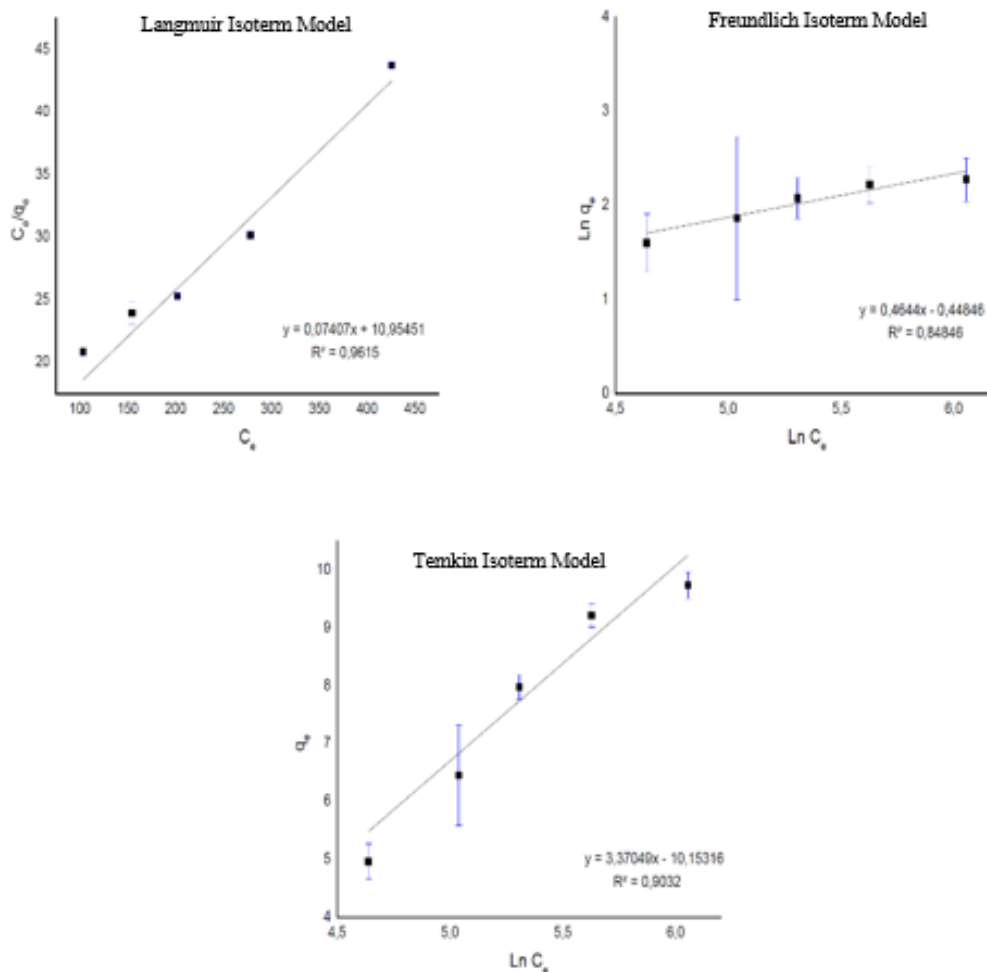 Langmuir Isoterm Model
45
40
35
30
25
20
Cₑ/qₑ
y = 0,07407x + 10,95451
R² = 0,9615
100 150 200 250 300 350 400 450
Cₑ
Freundlich Isoterm Model
4
3
2
1
0
Ln qₑ
y = 0,4644x - 0,44846
R² = 0,84846
4,5 5,0 5,5 6,0
Ln Cₑ
Temkin Isoterm Model
10
9
8
7
6
5
4
qₑ
y = 3,37049x - 10,15316
R² = 0,9032
4,5 5,0 5,5 6,0
Ln Cₑ